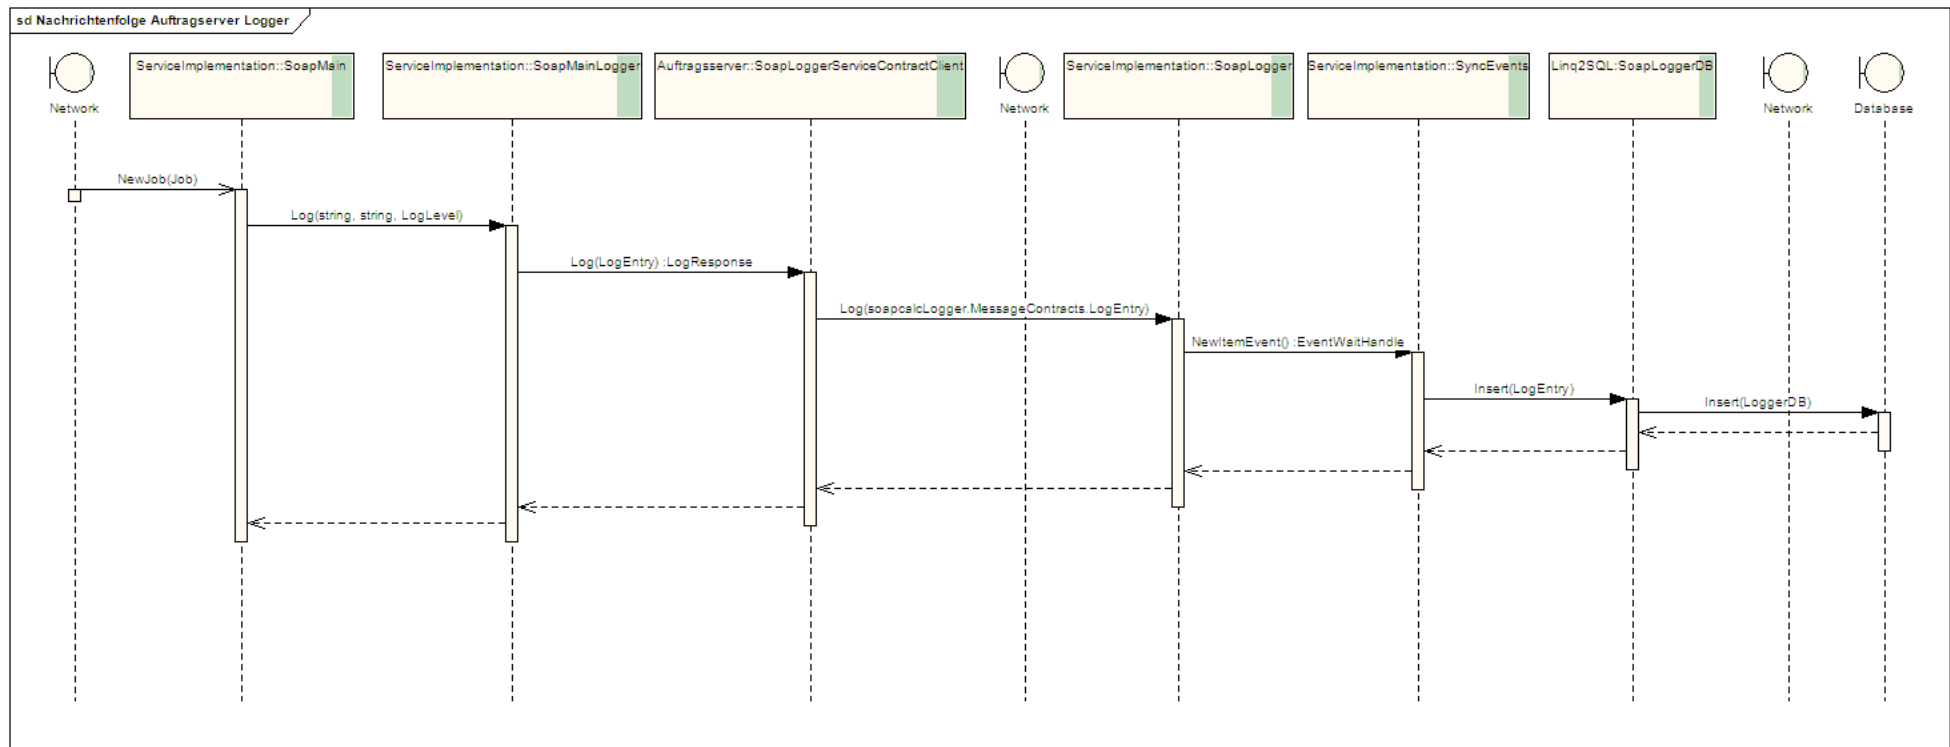 sd Nachrichtenfolge Auftragserver Logger
ServiceImplementation::SoapMain
ServiceImplementation::SoapMainLogger
Auftragsserver::SoapLoggerServiceContractClient
ServiceImplementation::SoapLogger
ServiceImplementation::SyncEvents
Linq2SQL:SoapLoggerDB
Network
Network
Network
Database
NewJob(Job)
Log(string, string, LogLevel)
Log(LogEntry) :LogResponse
Log(soapcalcLogger.MessageContracts.LogEntry)
NewItemEvent() :EventWaitHandle
Insert(LogEntry)
Insert(LoggerDB)